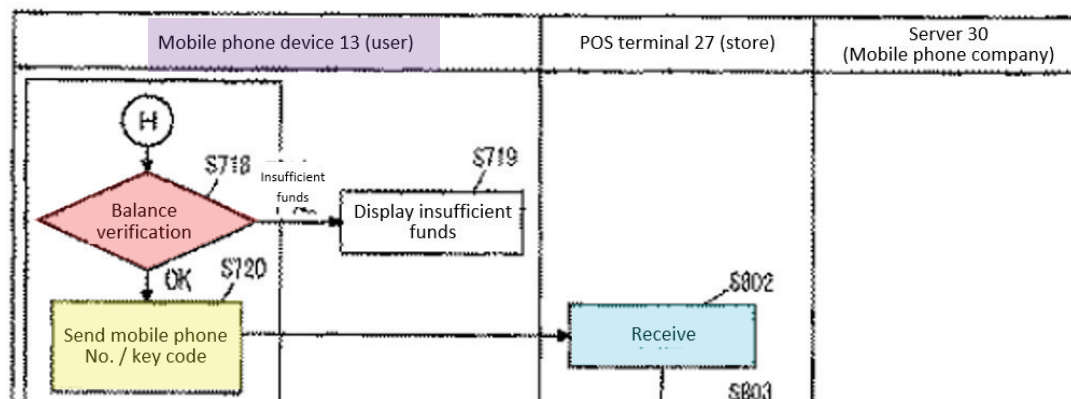 Mobile phone device 13 (user)
POS terminal 27 (store)
Server 30
(Mobile phone company)
H
S718
Insufficient
funds
S719
Balance
verification
Display insufficient
funds
OK
S720
S802
Send mobile phone
No. / key code
Receive
S803